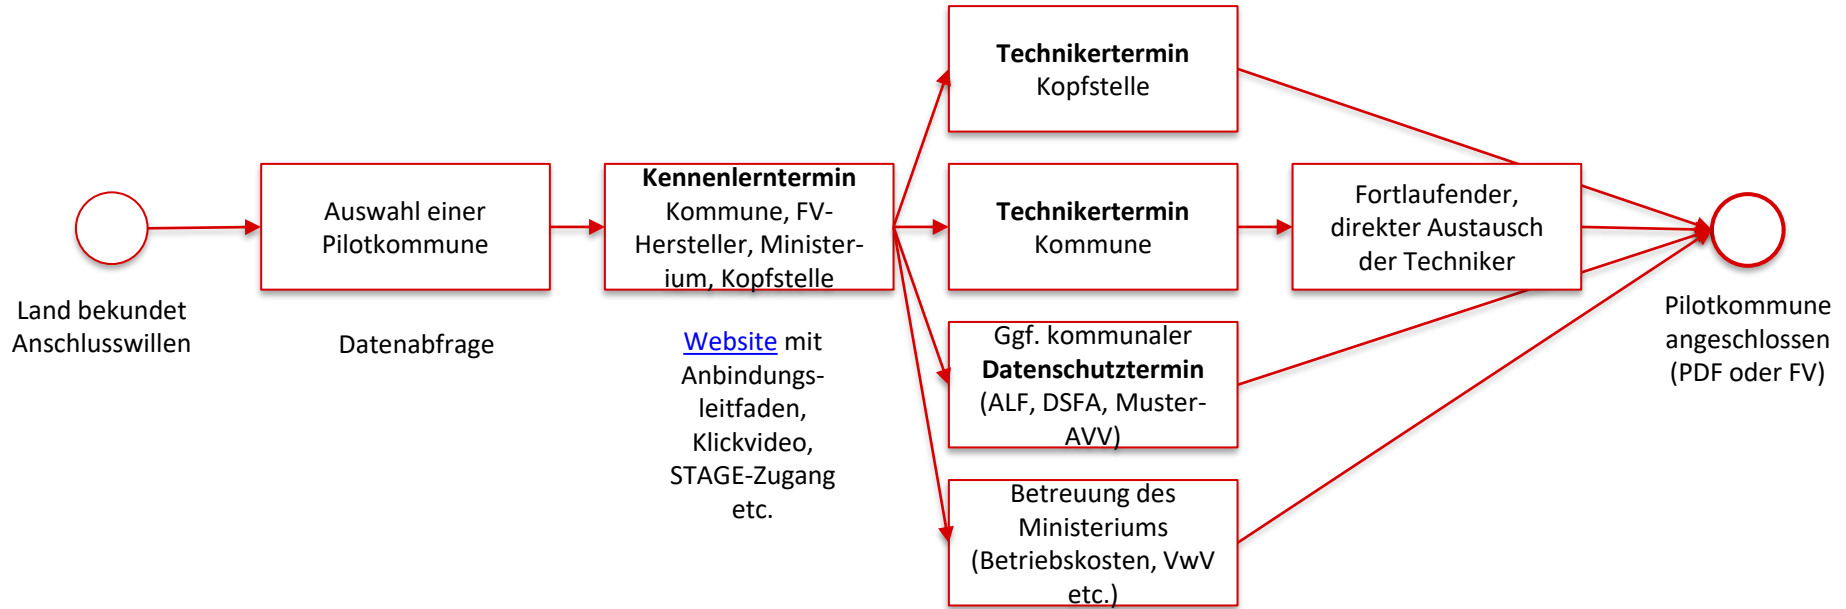 Land bekundet
Anschlusswillen
Auswahl einer
Pilotkommune
Datenabfrage
Kennenlerntermin
Kommune, FV-
Hersteller, Minister-
ium, Kopfstelle
Website mit
Anbindungs-
leitfaden,
Klickvideo,
STAGE-Zugang
etc.
Technikertermin
Kopfstelle
Technikertermin
Kommune
Ggf. kommunaler
Datenschutztermin
(ALF, DSFA, Muster-
AVV)
Betreuung des
Ministeriums
(Betriebskosten, VwV
etc.)
Fortlaufender,
direkter Austausch
der Techniker
Pilotkommune
angeschlossen
(PDF oder FV)